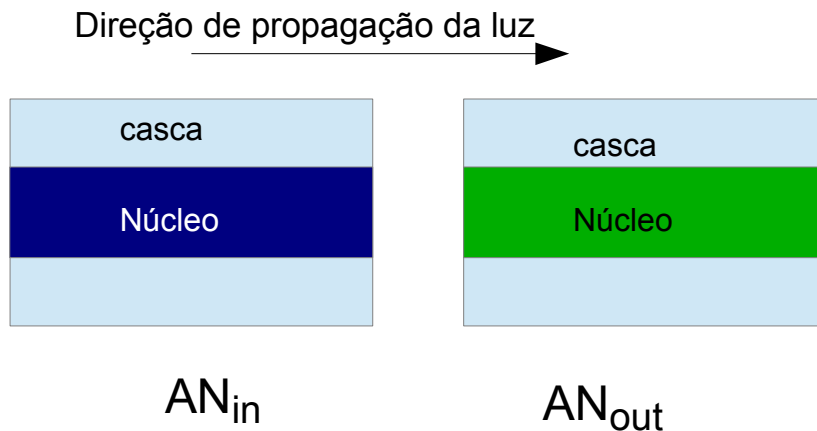 Direção de propagação da luz
casca
casca
Núcleo
Núcleo
ANin
ANout